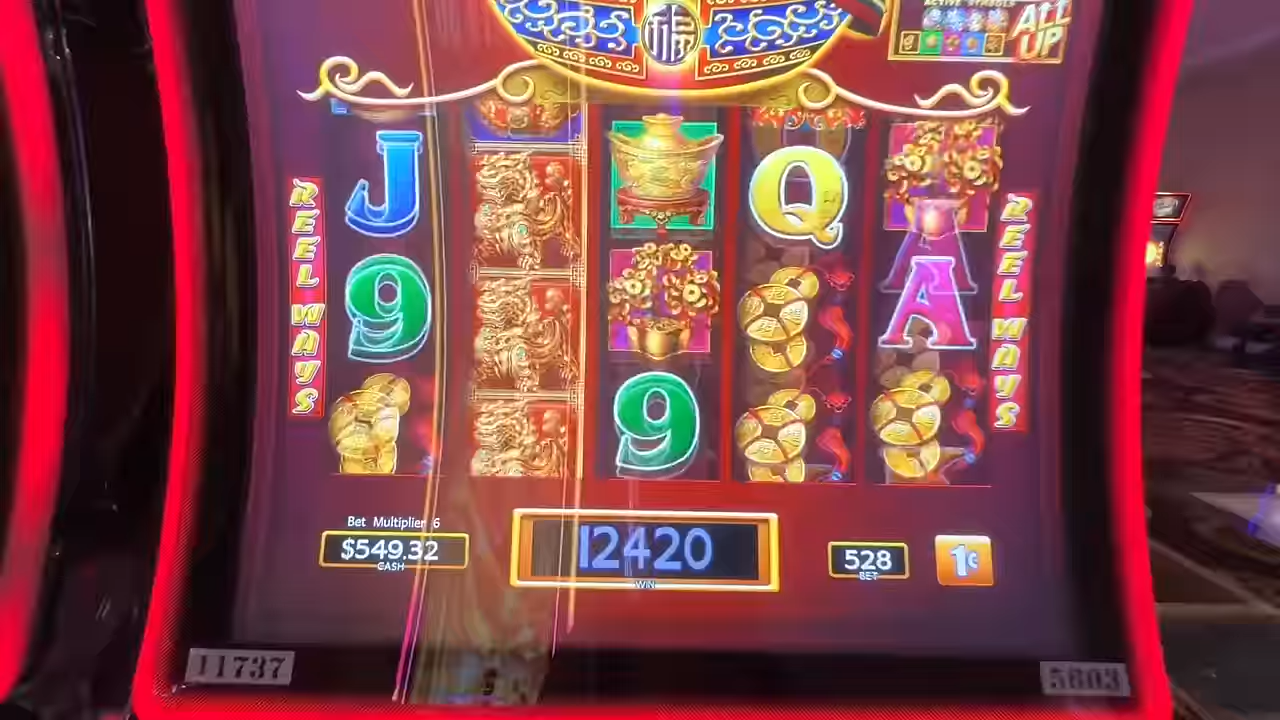 福
ACTIVE SYMBOLS
ALL
UP
J
Q
REEL WAYS
9
A
REEL WAYS
9
Bet Multiplier 6
$549.32
CASH
12420
WIN
528
BET
1¢
11737
5803